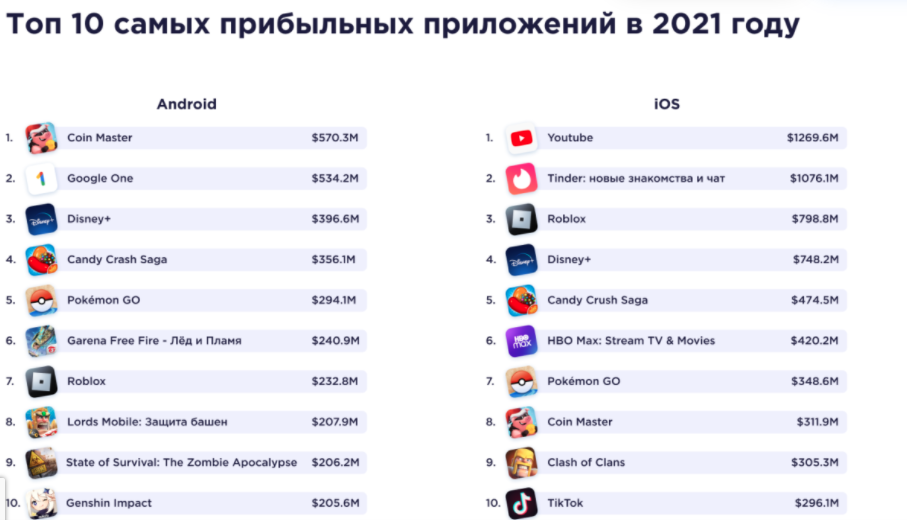 Топ 10 самых прибыльных приложений в 2021 году
Android
1. Coin Master $570.3M
2. Google One $534.2M
3. Disney+ $396.6M
4. Candy Crash Saga $356.1M
5. Pokémon GO $294.1M
6. Garena Free Fire - Лёд и Пламя $240.9M
7. Roblox $232.8M
8. Lords Mobile: Защита башен $207.9M
9. State of Survival: The Zombie Apocalypse $206.2M
10. Genshin Impact $205.6M
iOS
1. Youtube $1269.6M
2. Tinder: новые знакомства и чат $1076.1M
3. Roblox $798.8M
4. Disney+ $748.2M
5. Candy Crush Saga $474.5M
6. HBO max HBO Max: Stream TV & Movies $420.2M
7. Pokémon GO $348.6M
8. Coin Master $311.9M
9. Clash of Clans $305.3M
10. TikTok $296.1M